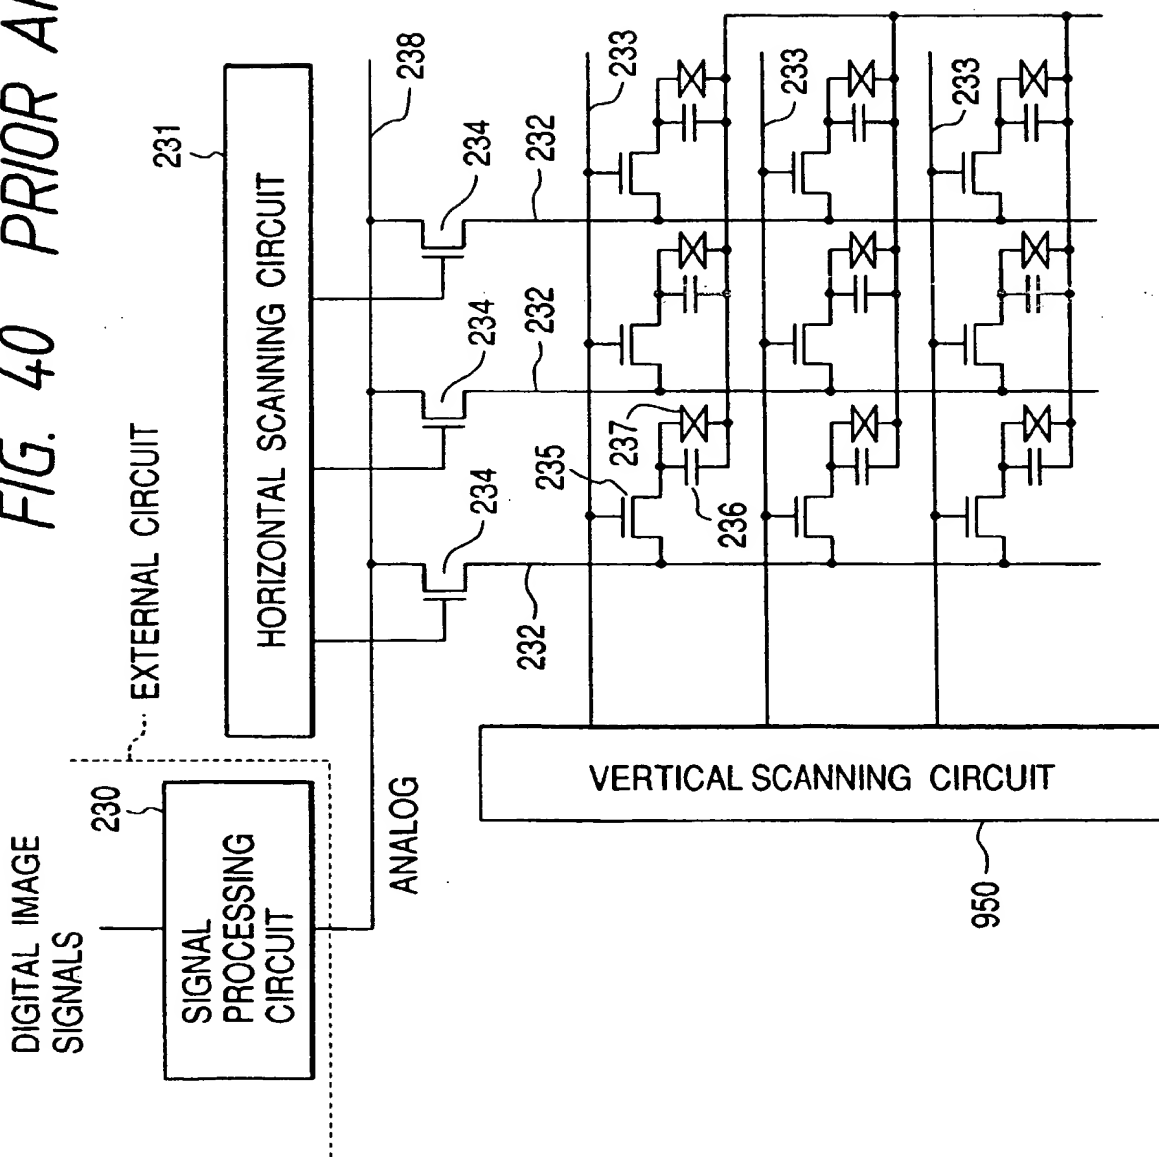 FIG. 40 PRIOR
DIGITAL IMAGE
SIGNALS
230
SIGNAL
PROCESSING
CIRCUIT
EXTERNAL CIRCUIT
231
HORIZONTAL SCANNING CIRCUIT
ANALOG
238
234
234
234
232
232
232
233
233
233
235
236
237
VERTICAL SCANNING CIRCUIT
950